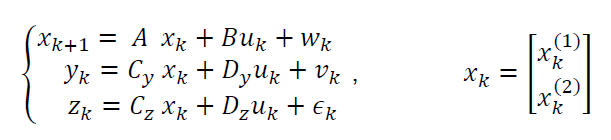 x_{k+1} = A x_k + Bu_k + w_k
y_k = C_y x_k + D_y u_k + v_k ,
z_k = C_z x_k + D_z u_k + ϵ_k
x_k = [x_k^{(1)} x_k^{(2)}]